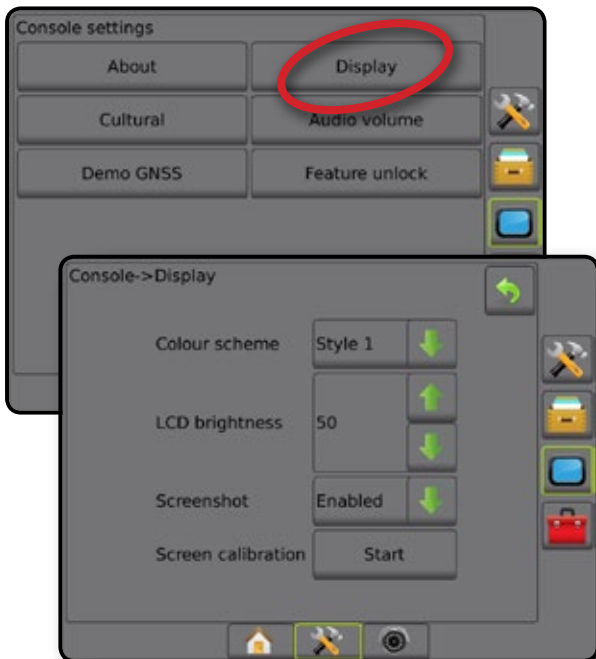 Console settings
About Display
Cultural Audio volume
Demo GNSS Feature unlock
Console->Display
Colour scheme Style 1
LCD brightness 50
Screenshot Enabled
Screen calibration Start